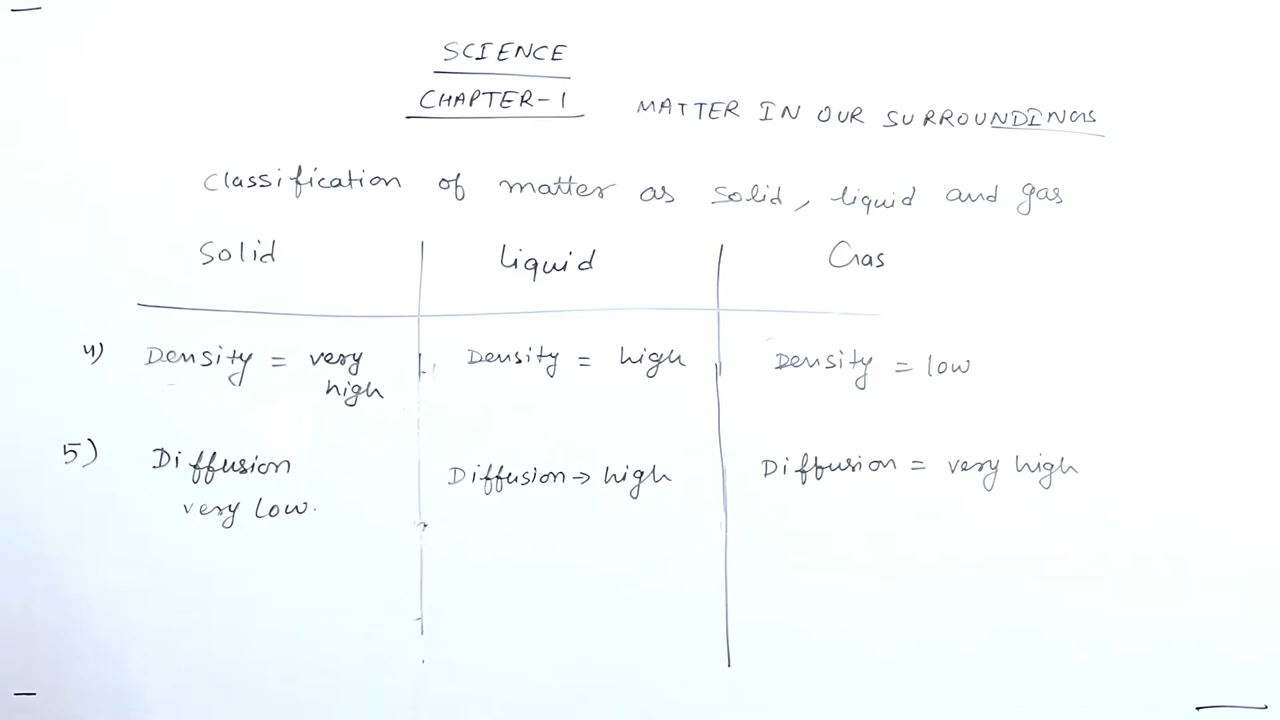 SCIENCE
CHAPTER-1 MATTER IN OUR SURROUNDINGS
Classification of matter as solid, liquid and gas
Solid liquid Gas
4) Density = very high Density = high Density = low
5) Diffusion very low. Diffusion → high Diffusion = very high